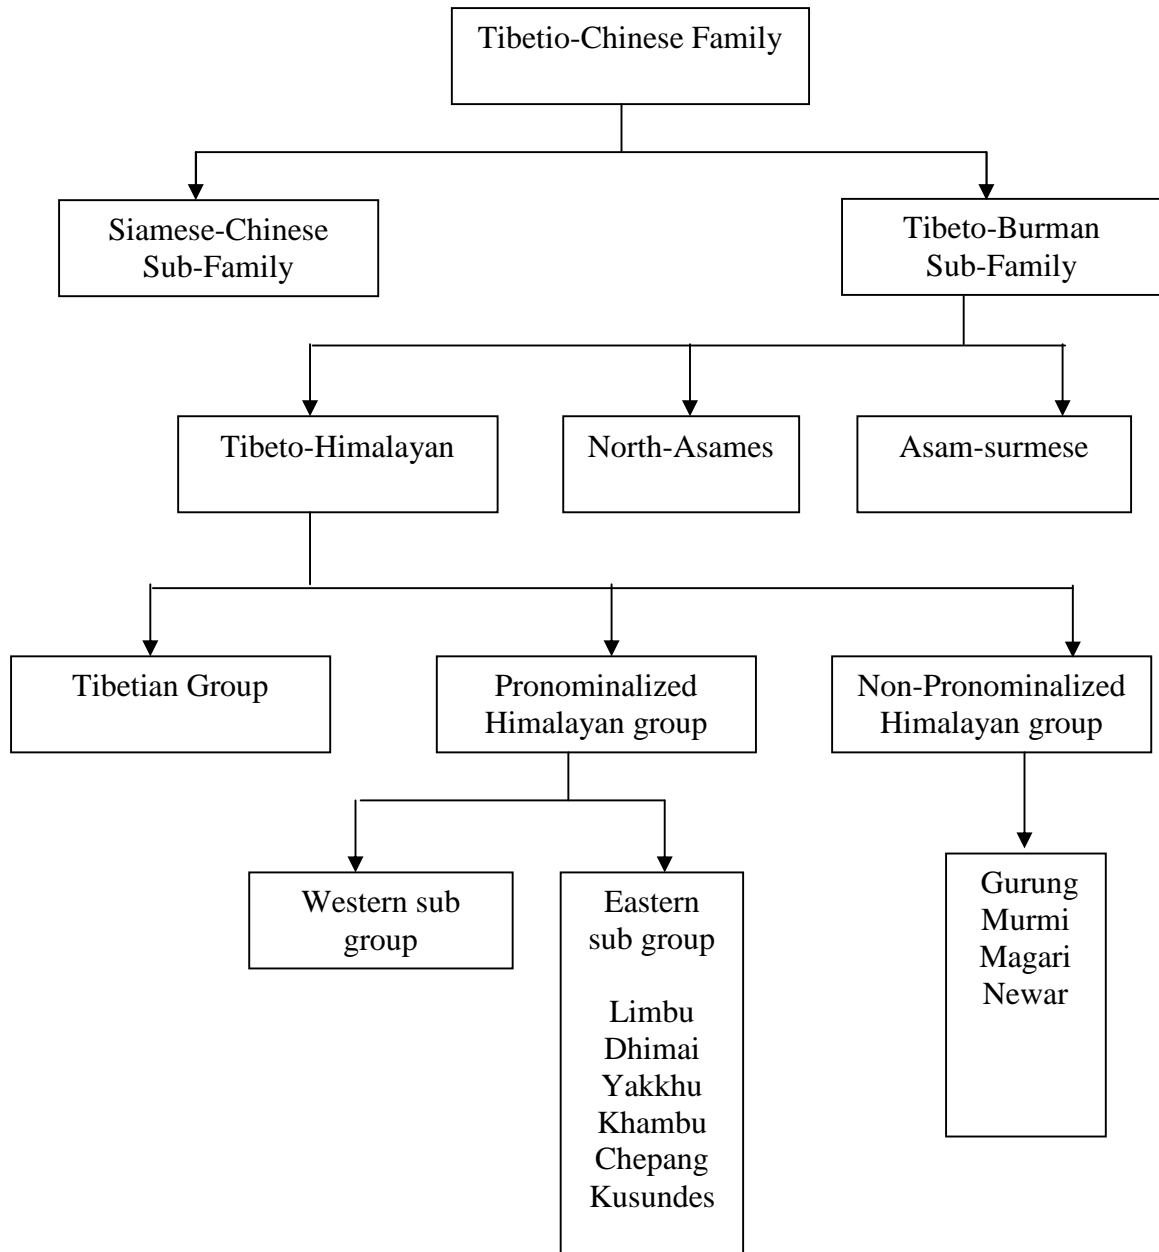 Tibetio-Chinese Family
Siamese-Chinese
Sub-Family
Tibeto-Burman
Sub-Family
Tibeto-Himalayan
North-Asames
Asam-surmese
Tibetian Group
Pronominalized
Himalayan group
Non-Pronominalized
Himalayan group
Western sub
group
Eastern
sub group
Limbu
Dhimai
Yakkhu
Khambu
Chepang
Kusundes
Gurung
Murmi
Magari
Newar